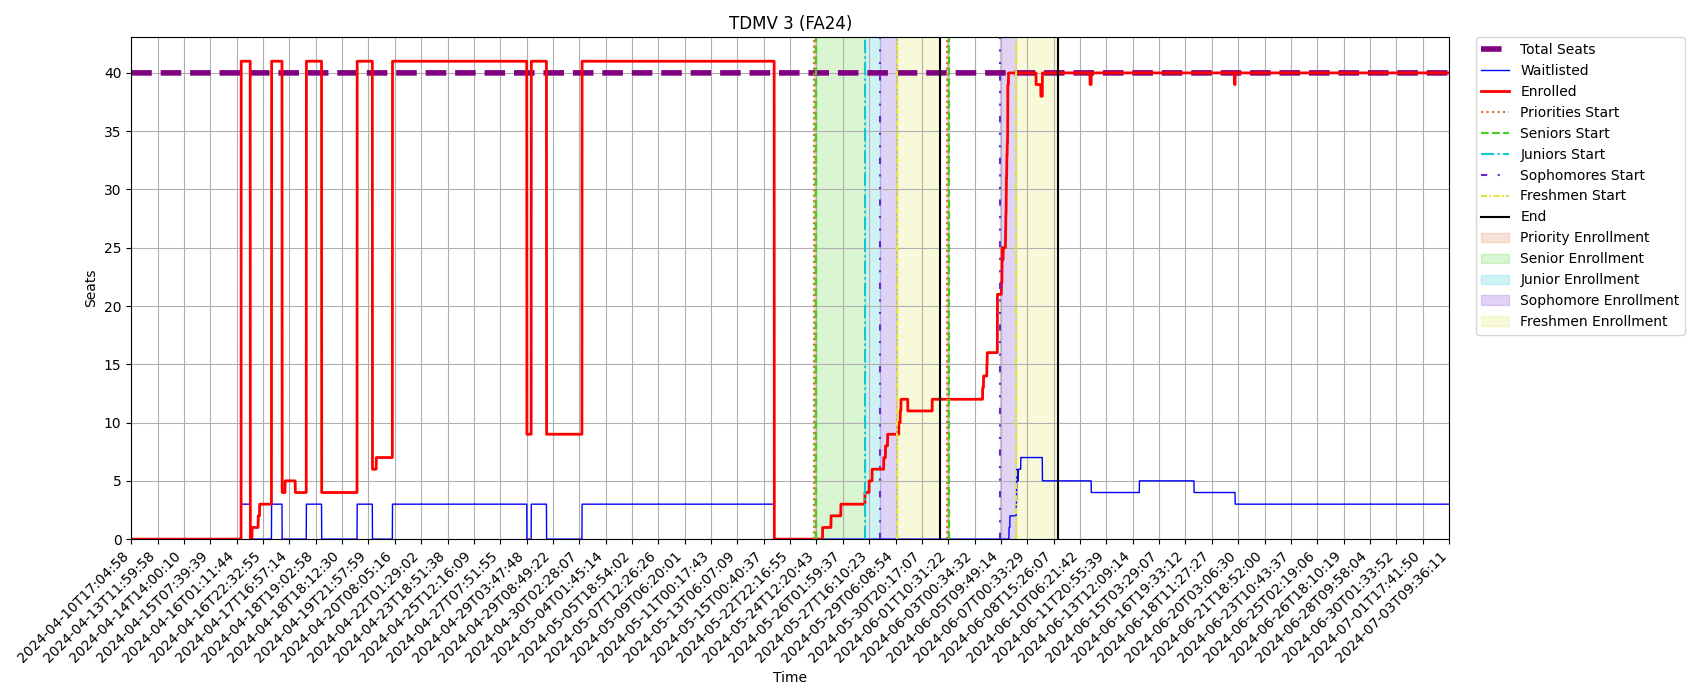 TDMV 3 (FA24)
Seats
40
35
30
25
20
15
10
5
0
2024-04-10T17:04:58
2024-04-13T11:59:58
2024-04-14T14:00:10
2024-04-15T07:39:39
2024-04-16T01:11:44
2024-04-16T22:32:55
2024-04-17T16:57:14
2024-04-18T19:02:58
2024-04-18T18:12:30
2024-04-19T21:57:59
2024-04-20T08:05:16
2024-04-22T01:29:02
2024-04-23T18:51:38
2024-04-25T12:16:09
2024-04-27T07:51:55
2024-04-29T03:47:48
2024-04-29T08:49:22
2024-04-30T02:28:07
2024-05-04T01:45:14
2024-05-05T18:54:02
2024-05-07T12:26:26
2024-05-09T06:20:01
2024-05-11T00:17:43
2024-05-13T06:07:09
2024-05-15T00:40:37
2024-05-22T22:16:55
2024-05-24T12:20:43
2024-05-26T01:59:37
2024-05-27T16:10:23
2024-05-29T06:08:54
2024-05-30T20:17:07
2024-06-01T10:31:22
2024-06-03T00:34:32
2024-06-05T09:49:14
2024-06-07T00:33:29
2024-06-08T15:26:07
2024-06-10T06:21:42
2024-06-11T20:55:39
2024-06-13T12:09:14
2024-06-15T03:29:07
2024-06-16T19:33:12
2024-06-18T11:27:27
2024-06-20T03:06:30
2024-06-21T18:52:00
2024-06-23T10:43:37
2024-06-25T02:19:06
2024-06-26T18:10:19
2024-06-28T09:58:04
2024-06-30T01:33:52
2024-07-01T17:41:50
2024-07-03T09:36:11
Time
Total Seats
Waitlisted
Enrolled
Priorities Start
Seniors Start
Juniors Start
Sophomores Start
Freshmen Start
End
Priority Enrollment
Senior Enrollment
Junior Enrollment
Sophomore Enrollment
Freshmen Enrollment